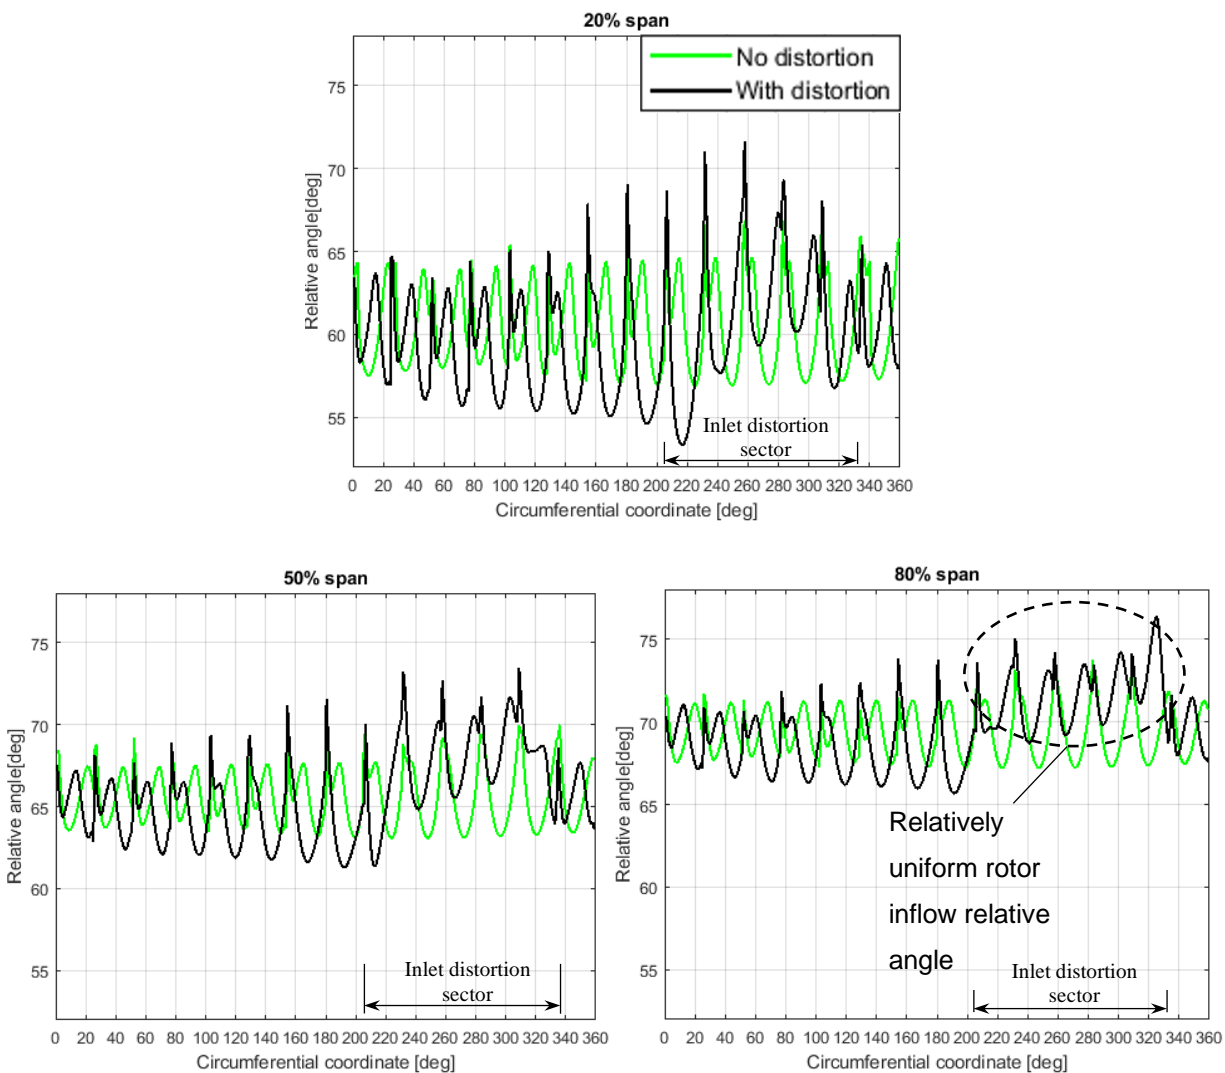 20% span
No distortion
With distortion
Relative angle[deg]
75
70
65
60
55
Inlet distortion
sector
0 20 40 60 80 100 120 140 160 180 200 220 240 260 280 300 320 340 360
Circumferential coordinate [deg]
50% span
Relative angle[deg]
75
70
65
60
55
Inlet distortion
sector
0 20 40 60 80 100 120 140 160 180 200 220 240 260 280 300 320 340 360
Circumferential coordinate [deg]
80% span
Relative angle[deg]
75
70
65
60
55
Relatively
uniform rotor
inflow relative
angle
Inlet distortion
sector
0 20 40 60 80 100 120 140 160 180 200 220 240 260 280 300 320 340 360
Circumferential coordinate [deg]